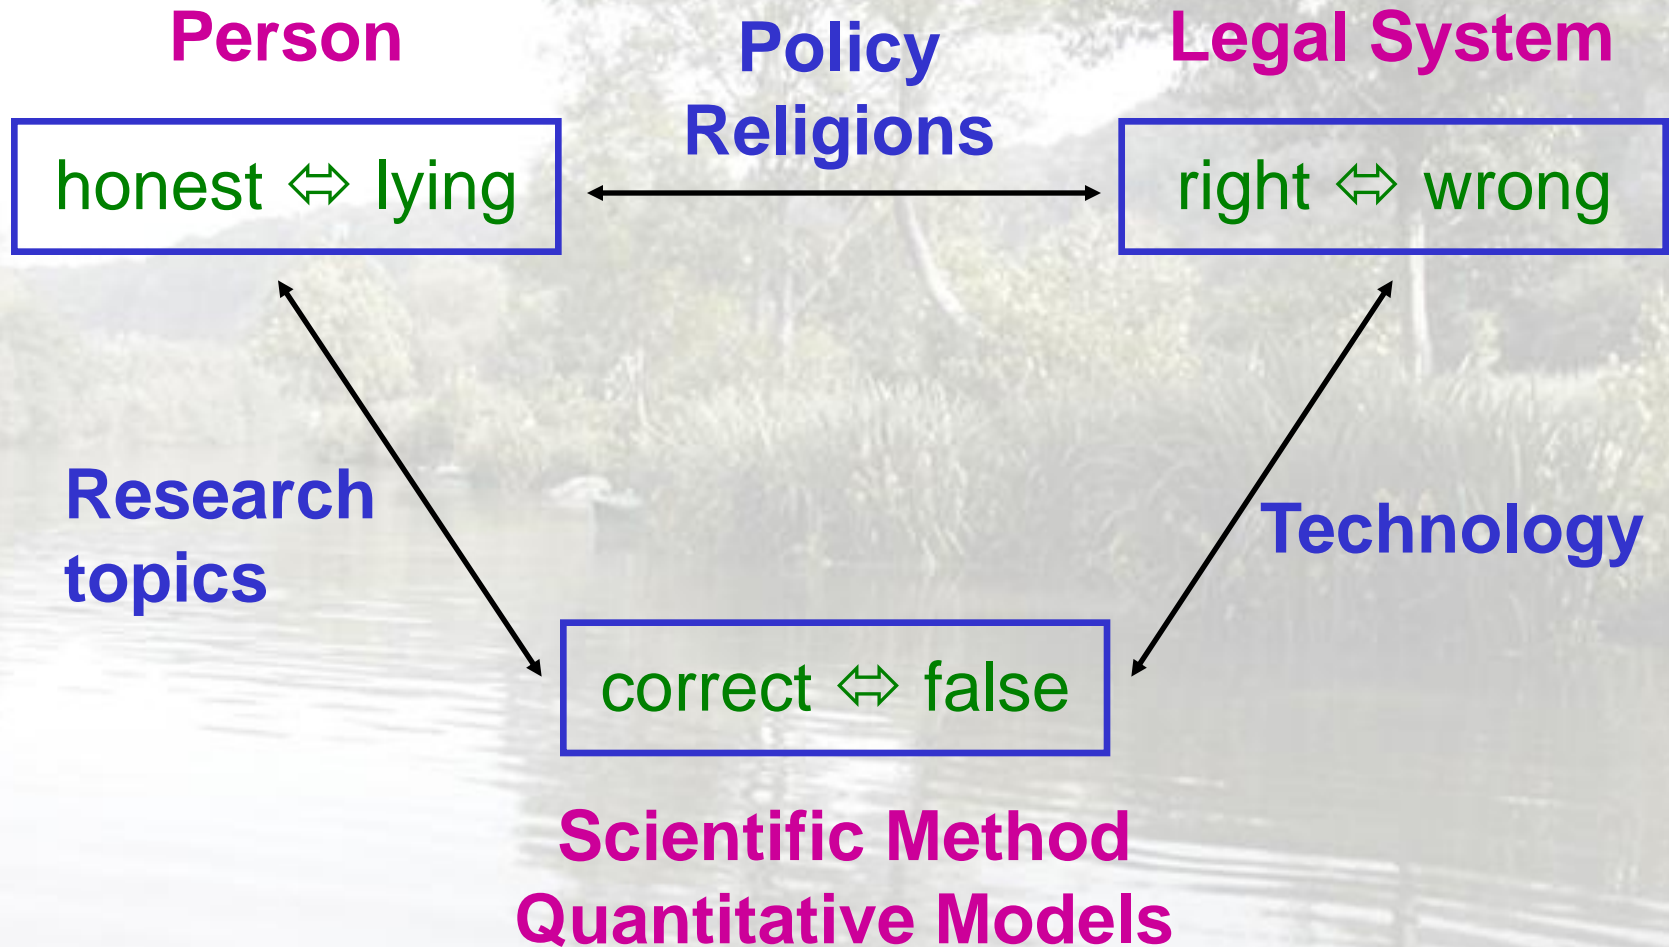 Person
Policy
Religions
Legal System
honest ⇔ lying
right ⇔ wrong
Research
topics
Technology
correct ⇔ false
Scientific Method
Quantitative Models